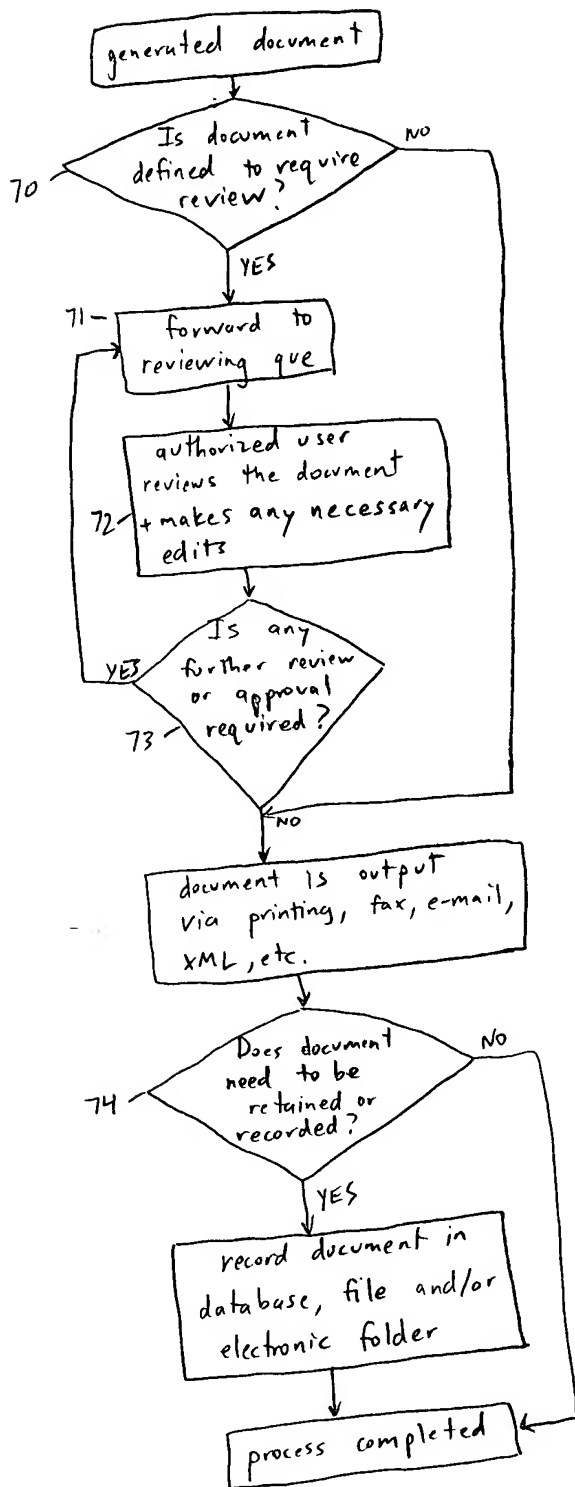 generated document
Is document
defined to require
review?
NO
70
YES
71
forward to
reviewing que
authorized user
reviews the document
72
+ makes any necessary
edits
Is any
further review
or approval
required?
YES
73
NO
document is output
via printing, fax, e-mail,
XML, etc.
Does document
need to be
retained or
recorded?
NO
74
YES
record document in
database, file and/or
electronic folder
process completed